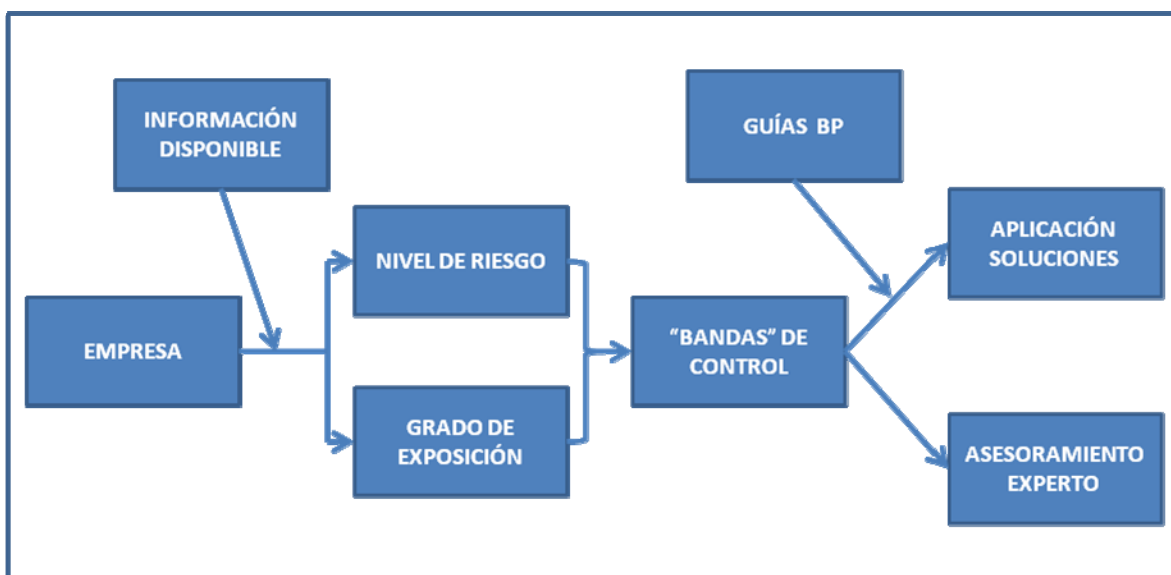 INFORMACIÓN
DISPONIBLE
GUÍAS BP
NIVEL DE RIESGO
APLICACIÓN
SOLUCIONES
EMPRESA
“BANDAS” DE
CONTROL
GRADO DE
EXPOSICIÓN
ASESORAMIENTO
EXPERTO